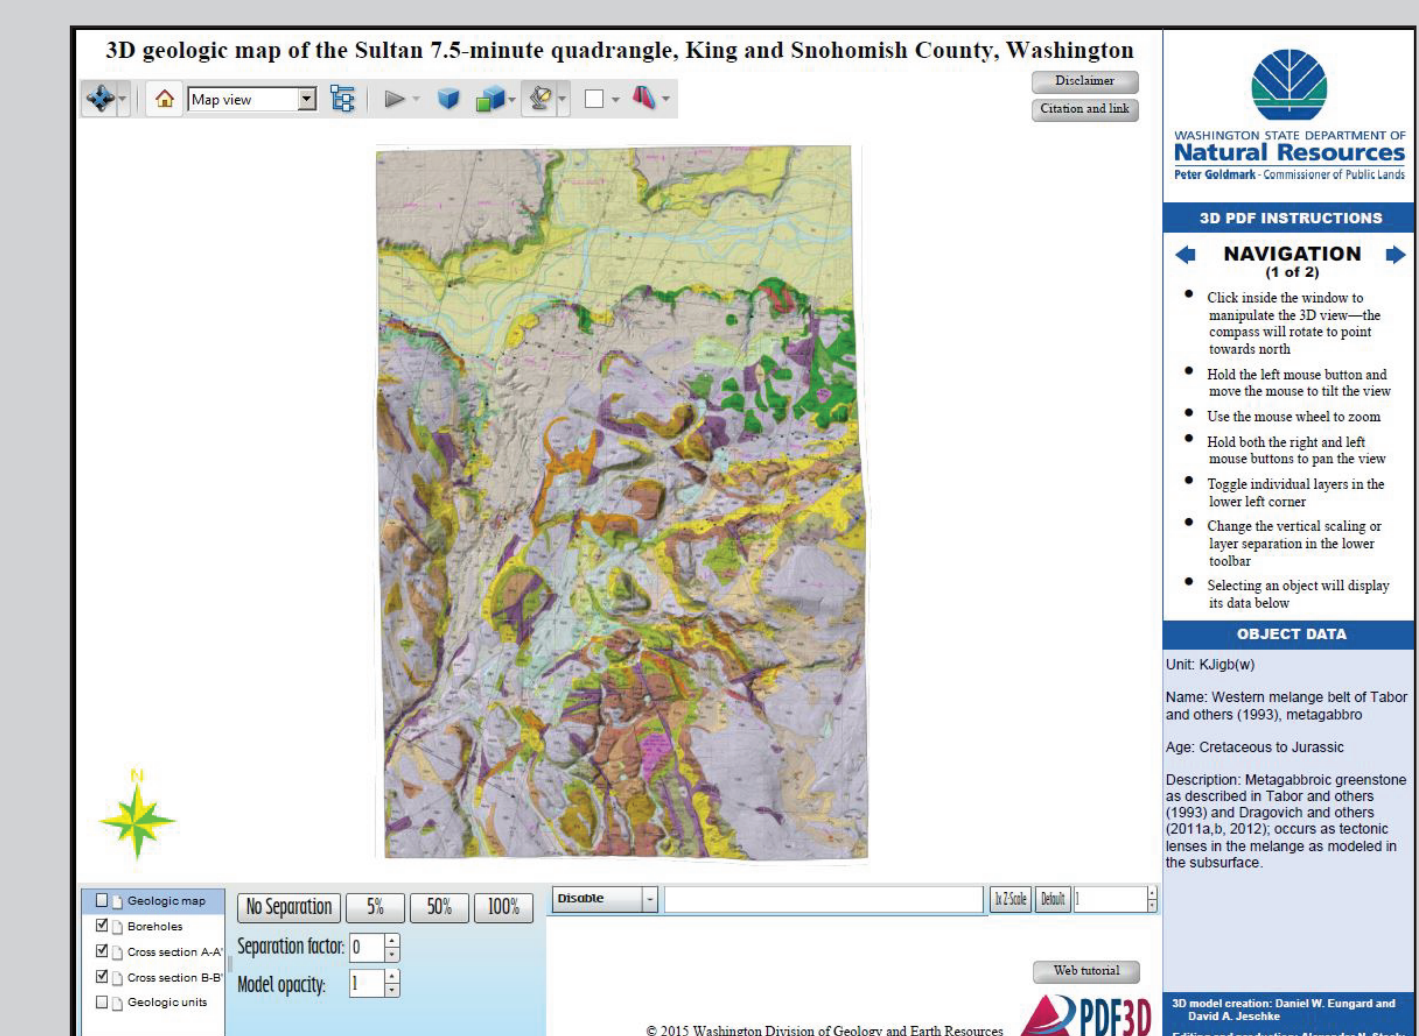 3D geologic map of the Sultan 7.5-minute quadrangle, King and Snohomish County, Washington
Map view
Disclaimer
Citation and link
WASHINGTON STATE DEPARTMENT OF
Natural Resources
Peter Goldmark - Commissioner of Public Lands
3D PDF INSTRUCTIONS
NAVIGATION
(1 of 2)
• Click inside the window to
manipulate the 3D view—the
compass will rotate to point
towards north
• Hold the left mouse button and
move the mouse to tilt the view
• Use the mouse wheel to zoom
• Hold both the right and left
mouse buttons to pan the view
• Toggle individual layers in the
lower left corner
• Change the vertical scaling or
layer separation in the lower
toolbar
• Selecting an object will display
its data below
OBJECT DATA
Unit: KJigb(w)
Name: Western melange belt of Tabor
and others (1993), metagabbro
Age: Cretaceous to Jurassic
Description: Metagabbroic greenstone
as described in Tabor and others
(1993) and Dragovich and others
(2011a,b, 2012); occurs as tectonic
lenses in the melange as modeled in
the subsurface.
N
Geologic map
Boreholes
Cross section A-A'
Cross section B-B'
Geologic units
No Separation 5% 50% 100%
Separation factor: 0
Model opacity: 1
Disable
1x Z-Scale Default 1
Web tutorial
PDF3D
© 2015 Washington Division of Geology and Earth Resources
3D model creation: Daniel W. Eungard and
David A. Jeschke